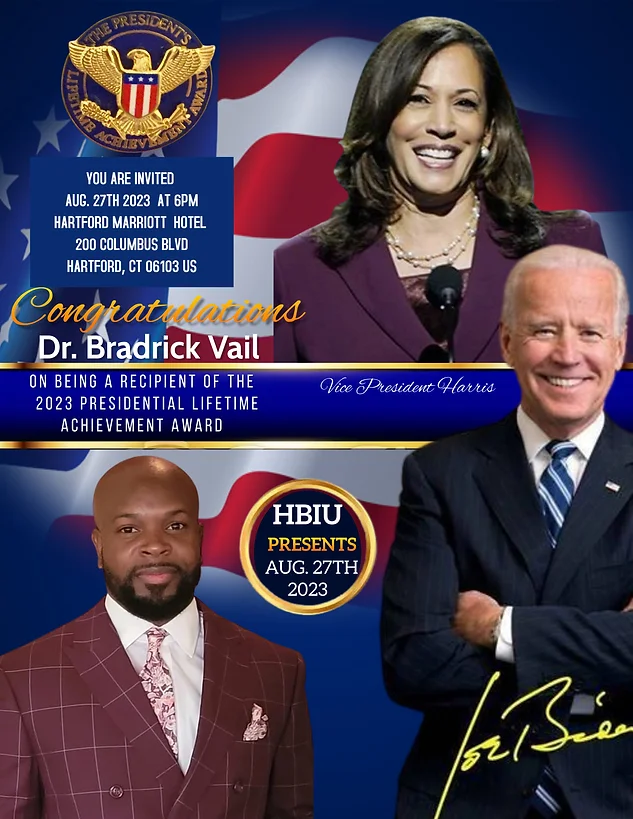 THE PRESIDENT'S
LIFETIME ACHIEVEMENT AWARD
YOU ARE INVITED
AUG. 27TH 2023 AT 6PM
HARTFORD MARRIOTT HOTEL
200 COLUMBUS BLVD
HARTFORD, CT 06103 US
Congratulations
Dr. Bradrick Vail
ON BEING A RECIPIENT OF THE
2023 PRESIDENTIAL LIFETIME
ACHIEVEMENT AWARD
Vice President Harris
HBIU
PRESENTS
AUG. 27TH
2023
Joe Biden